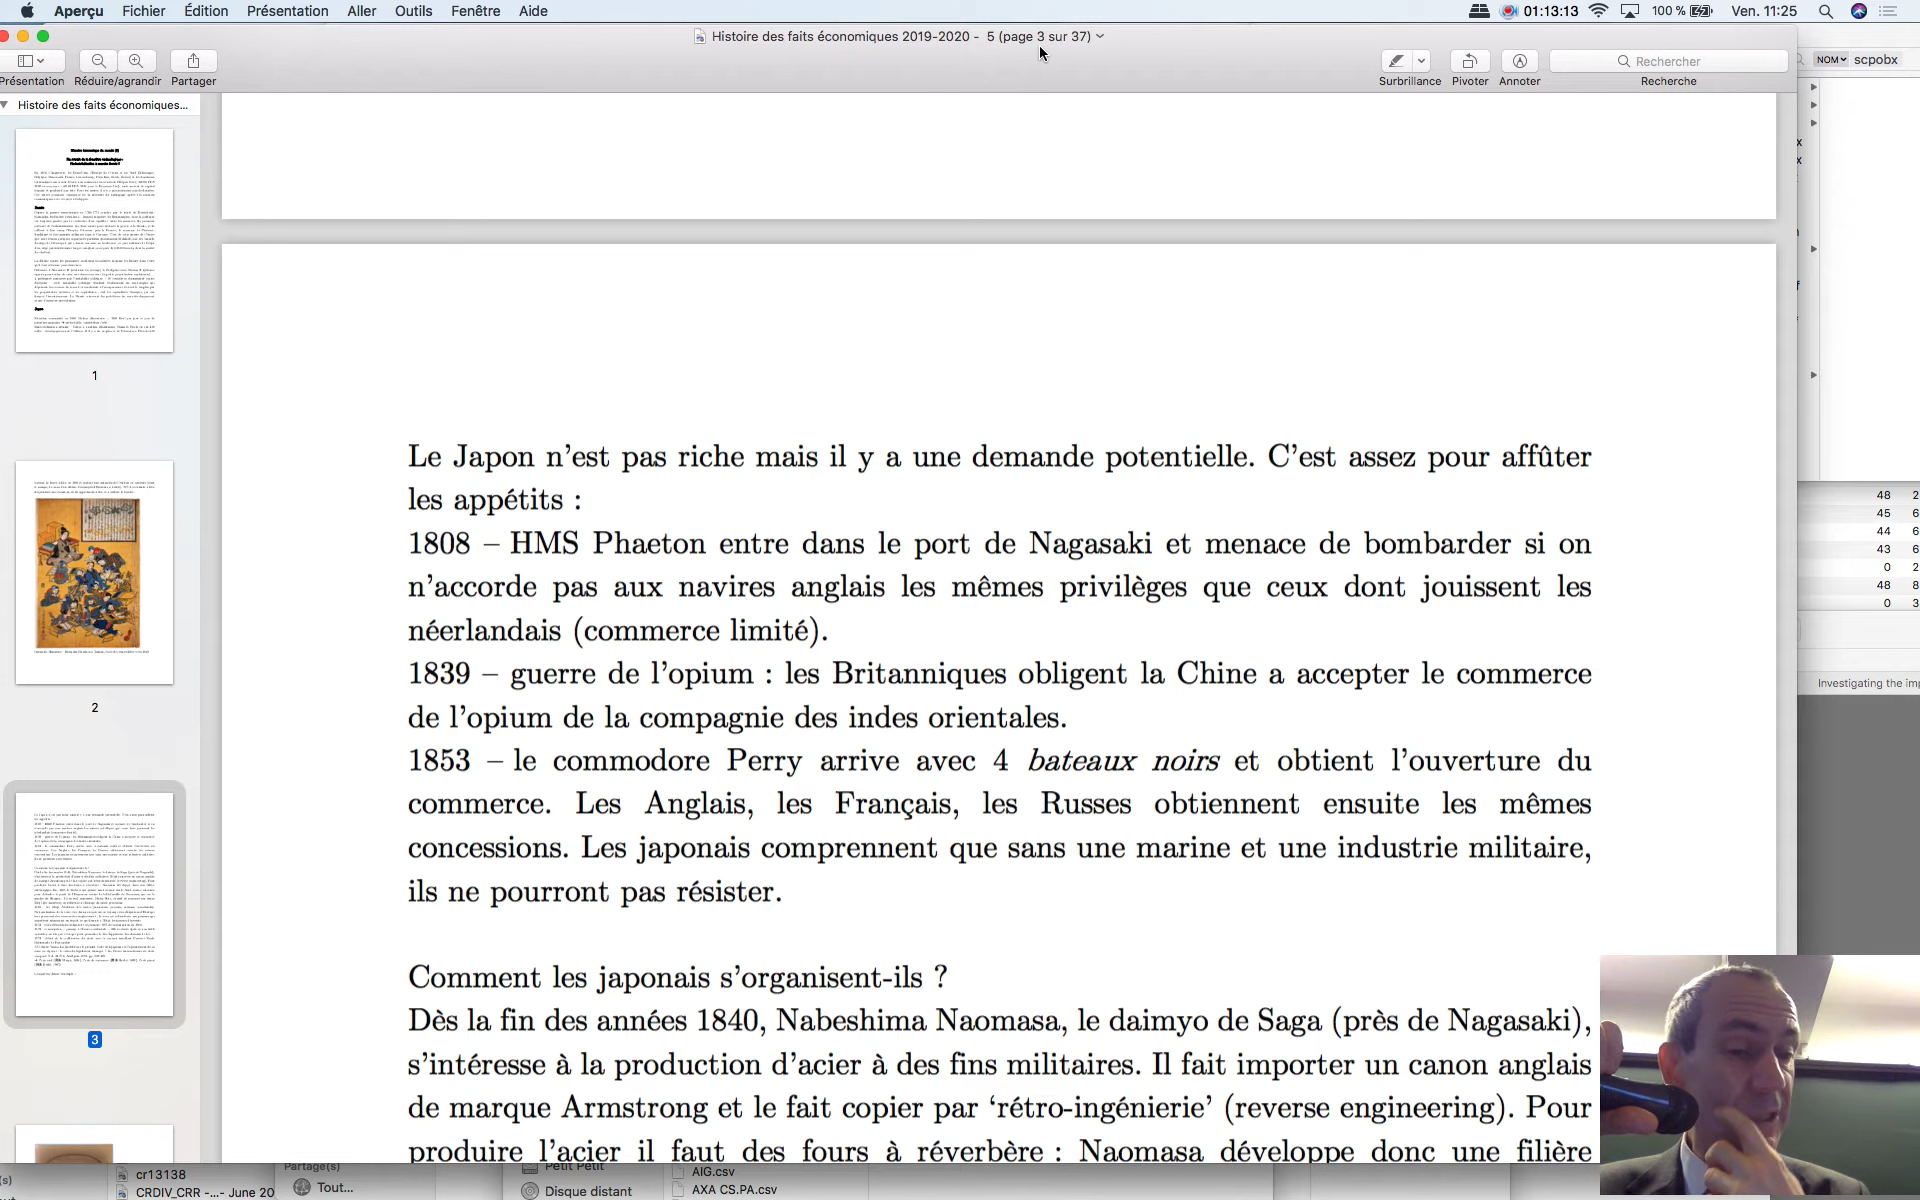 Aperçu Fichier Édition Présentation Aller Outils Fenêtre Aide 01:13:13 100 % Ven. 11:25
Histoire des faits économiques 2019-2020 - 5 (page 3 sur 37)
Rechercher
NOM scpobx
Présentation Réduire/agrandir Partager Surbrillance Pivoter Annoter Recherche
Histoire des faits économiques...
1
2
3
Le Japon n'est pas riche mais il y a une demande potentielle. C'est assez pour affûter
les appétits :
1808 – HMS Phaeton entre dans le port de Nagasaki et menace de bombarder si on
n'accorde pas aux navires anglais les mêmes privilèges que ceux dont jouissent les
néerlandais (commerce limité).
1839 – guerre de l'opium : les Britanniques obligent la Chine a accepter le commerce
de l'opium de la compagnie des indes orientales.
1853 – le commodore Perry arrive avec 4 bateaux noirs et obtient l'ouverture du
commerce. Les Anglais, les Français, les Russes obtiennent ensuite les mêmes
concessions. Les japonais comprennent que sans une marine et une industrie militaire,
ils ne pourront pas résister.
Comment les japonais s'organisent-ils ?
Dès la fin des années 1840, Nabeshima Naomasa, le daimyo de Saga (près de Nagasaki),
s'intéresse à la production d'acier à des fins militaires. Il fait importer un canon anglais
de marque Armstrong et le fait copier par 'rétro-ingénierie' (reverse engineering). Pour
produire l'acier il faut des fours à réverbère : Naomasa développe donc une filière
48 2
45 6
44 6
43 6
0 2
48 8
0 3
Investigating the imp
cr13138
CRDIV_CRR -...- June 20
Partagé(s)
Tout...
Petit Petit
Disque distant
AIG.csv
AXA CS.PA.csv